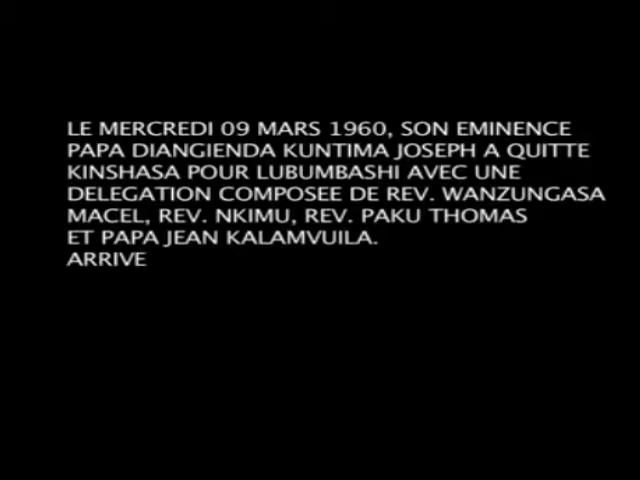 LE MERCREDI 09 MARS 1960, SON EMINENCE
PAPA DIANGIENDA KUNTIMA JOSEPH A QUITTE
KINSHASA POUR LUBUMBASHI AVEC UNE
DELEGATION COMPOSEE DE REV. WANZUNGASA
MACEL, REV. NKIMU, REV. PAKU THOMAS
ET PAPA JEAN KALAMVUILA.
ARRIVE